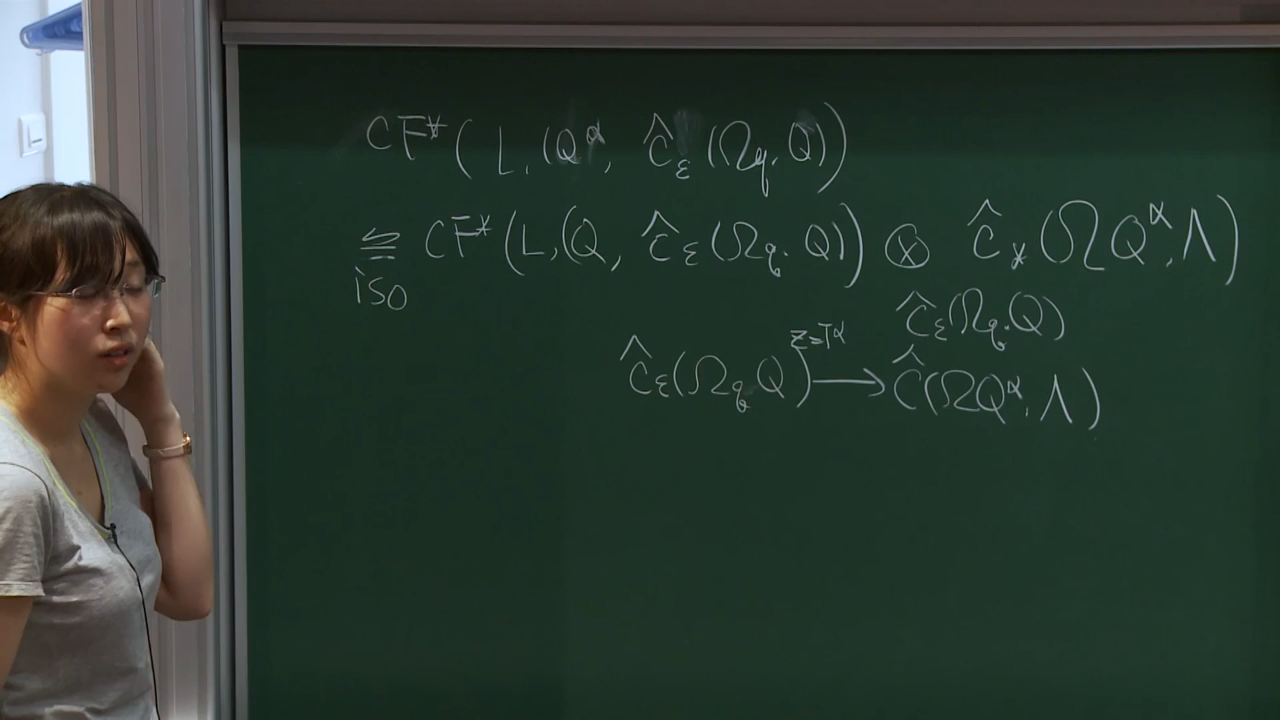 CF*(L, (Q^α, Ĉ_ε(Ω_q, Q))
≅ CF*(L, (Q, Ĉ_ε(Ω_q, Q)) ⊗ Ĉ_*(ΩQ^α, Λ)
iso
Ĉ_ε(Ω_q, Q)
Ĉ_ε(Ω_q Q) z=T^α → Ĉ(ΩQ^α, Λ)